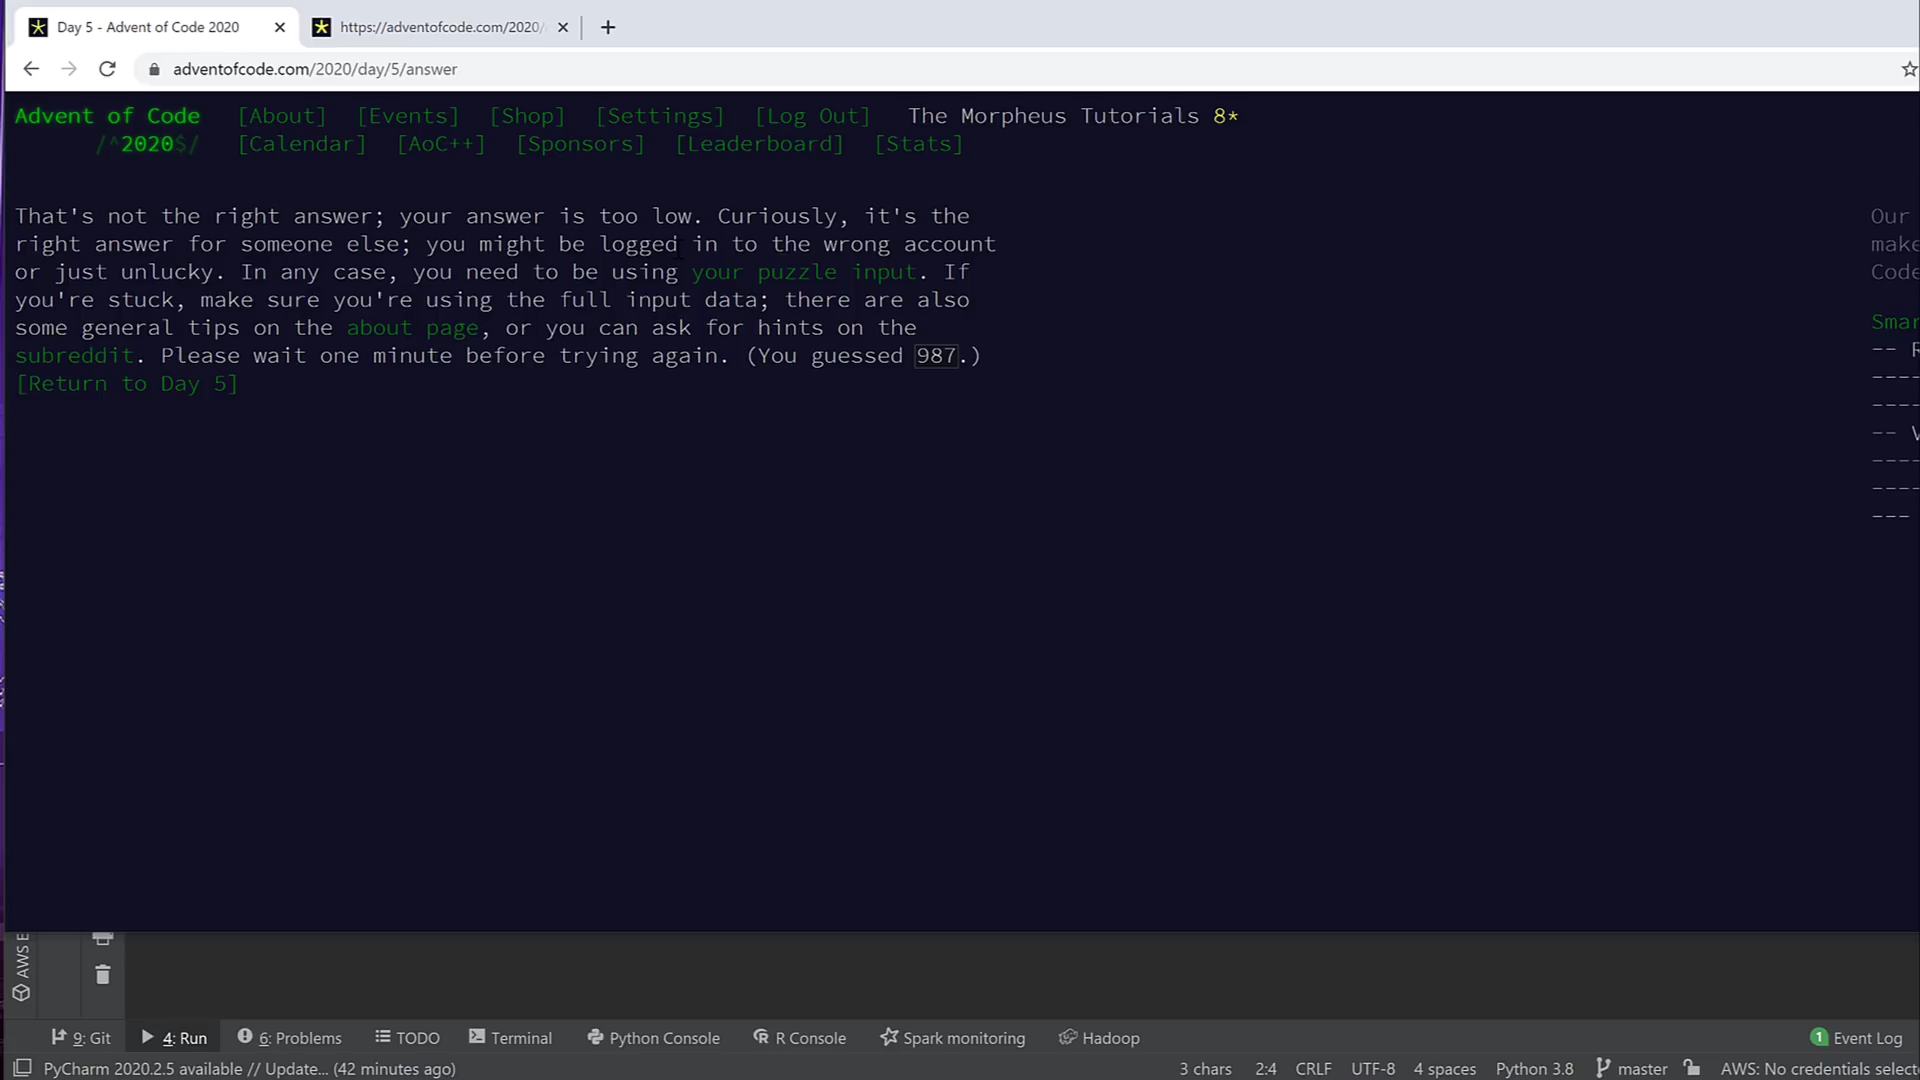 Day 5 - Advent of Code 2020
https://adventofcode.com/2020/
adventofcode.com/2020/day/5/answer
Advent of Code [About] [Events] [Shop] [Settings] [Log Out] The Morpheus Tutorials 8*
/^2020$/ [Calendar] [AoC++] [Sponsors] [Leaderboard] [Stats]
That's not the right answer; your answer is too low. Curiously, it's the
right answer for someone else; you might be logged in to the wrong account
or just unlucky. In any case, you need to be using your puzzle input. If
you're stuck, make sure you're using the full input data; there are also
some general tips on the about page, or you can ask for hints on the
subreddit. Please wait one minute before trying again. (You guessed 987.)
[Return to Day 5]
Our
make
Code
Smar
-- R
----
----
-- V
----
----
---
AWS E
9: Git 4: Run 6: Problems TODO Terminal Python Console R Console Spark monitoring Hadoop 1 Event Log
PyCharm 2020.2.5 available // Update... (42 minutes ago) 3 chars 2:4 CRLF UTF-8 4 spaces Python 3.8 master AWS: No credentials select